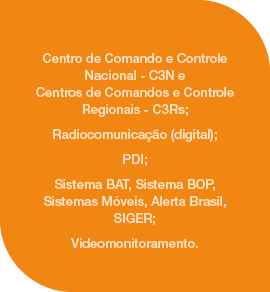 Centro de Comando e Controle
Nacional - C3N e
Centros de Comandos e Controle
Regionais - C3Rs;
Radiocomunicação (digital);
PDI;
Sistema BAT, Sistema BOP,
Sistemas Móveis, Alerta Brasil,
SIGER;
Videomonitoramento.